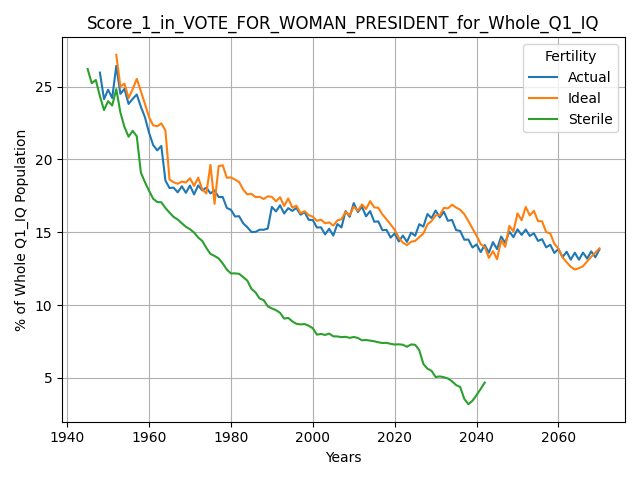 Score_1_in_VOTE_FOR_WOMAN_PRESIDENT_for_Whole_Q1_IQ
% of Whole Q1_IQ Population
25
20
15
10
5
Fertility
Actual
Ideal
Sterile
1940 1960 1980 2000 2020 2040 2060
Years